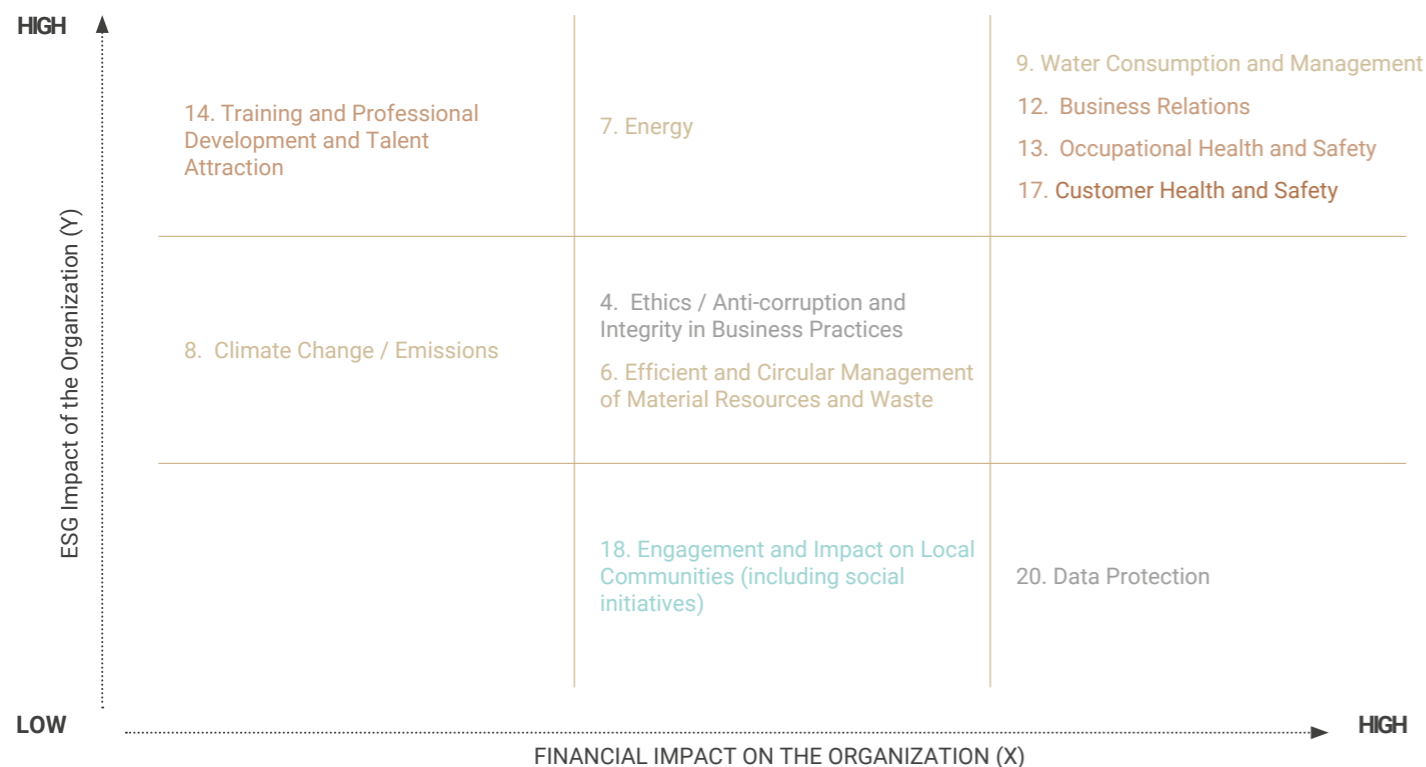 HIGH
9. Water Consumption and Management
14. Training and Professional
Development and Talent
Attraction
7. Energy
12. Business Relations
13. Occupational Health and Safety
17. Customer Health and Safety
ESG Impact of the Organization (Y)
8. Climate Change / Emissions
4. Ethics / Anti-corruption and
Integrity in Business Practices
6. Efficient and Circular Management
of Material Resources and Waste
18. Engagement and Impact on Local
Communities (including social
initiatives)
20. Data Protection
LOW
HIGH
FINANCIAL IMPACT ON THE ORGANIZATION (X)